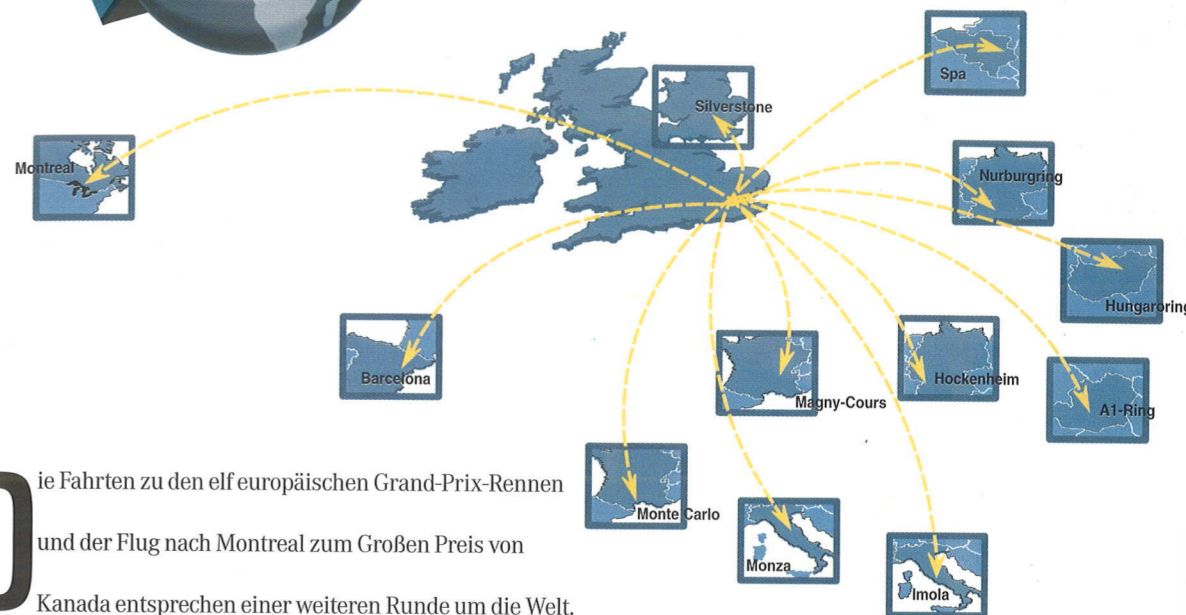 Spa
Silverstone
Montreal
Nurburgring
Hungaroring
Barcelona
Magny-Cours
Hockenheim
A1-Ring
Die Fahrten zu den elf europäischen Grand-Prix-Rennen
und der Flug nach Montreal zum Großen Preis von
Kanada entsprechen einer weiteren Runde um die Welt.
Monte Carlo
Monza
Imola